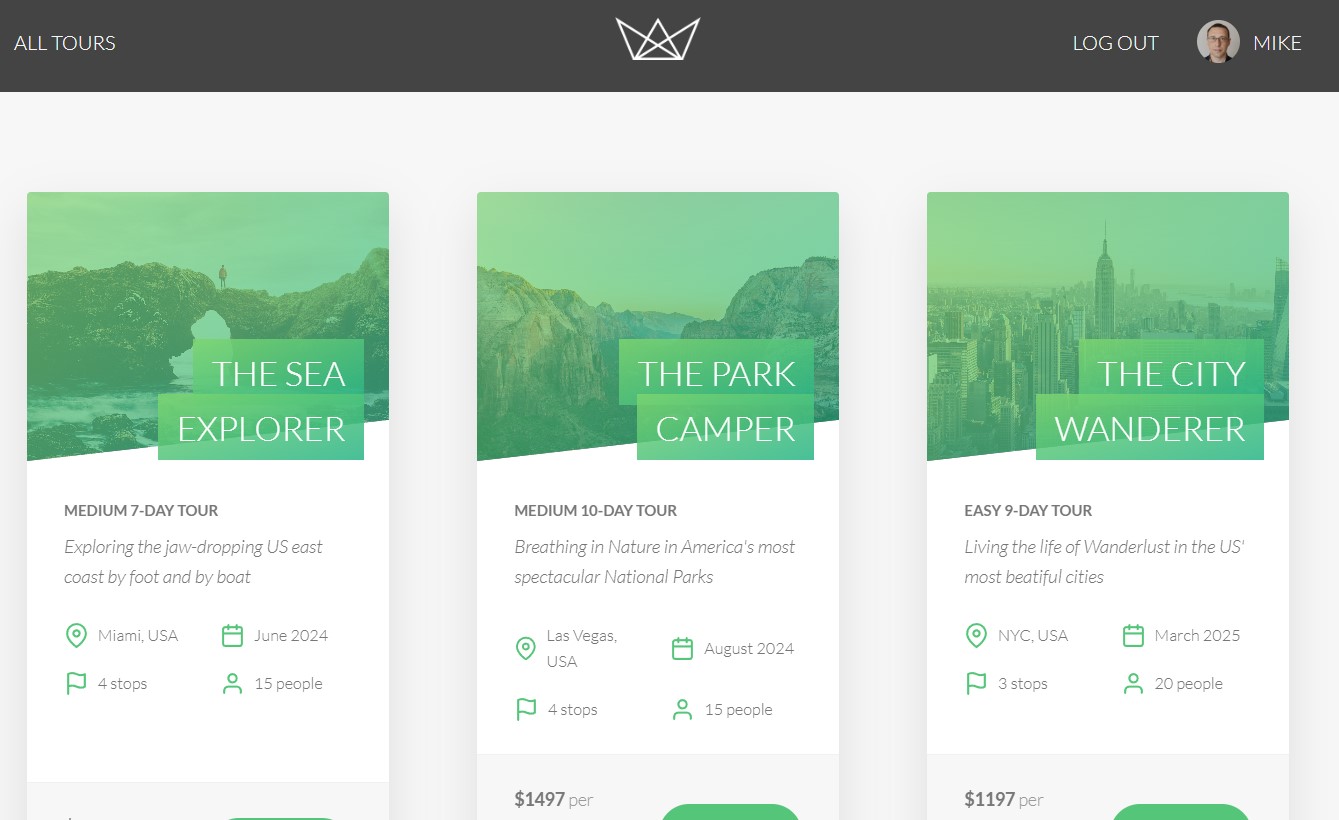 ALL TOURS
LOG OUT
MIKE
THE SEA
EXPLORER
MEDIUM 7-DAY TOUR
Exploring the jaw-dropping US east
coast by foot and by boat
Miami, USA
June 2024
4 stops
15 people
THE PARK
CAMPER
MEDIUM 10-DAY TOUR
Breathing in Nature in America's most
spectacular National Parks
Las Vegas,
USA
August 2024
4 stops
15 people
$1497 per
THE CITY
WANDERER
EASY 9-DAY TOUR
Living the life of Wanderlust in the US'
most beatiful cities
NYC, USA
March 2025
3 stops
20 people
$1197 per